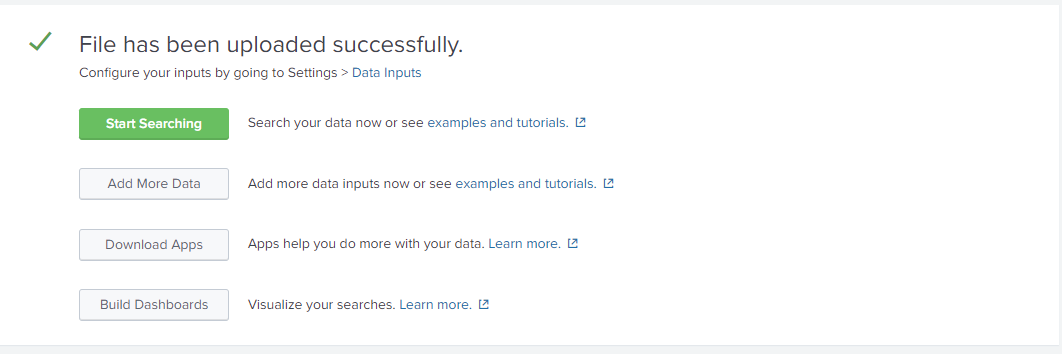 File has been uploaded successfully.
Configure your inputs by going to Settings > Data Inputs
Start Searching
Search your data now or see examples and tutorials.
Add More Data
Add more data inputs now or see examples and tutorials.
Download Apps
Apps help you do more with your data. Learn more.
Build Dashboards
Visualize your searches. Learn more.